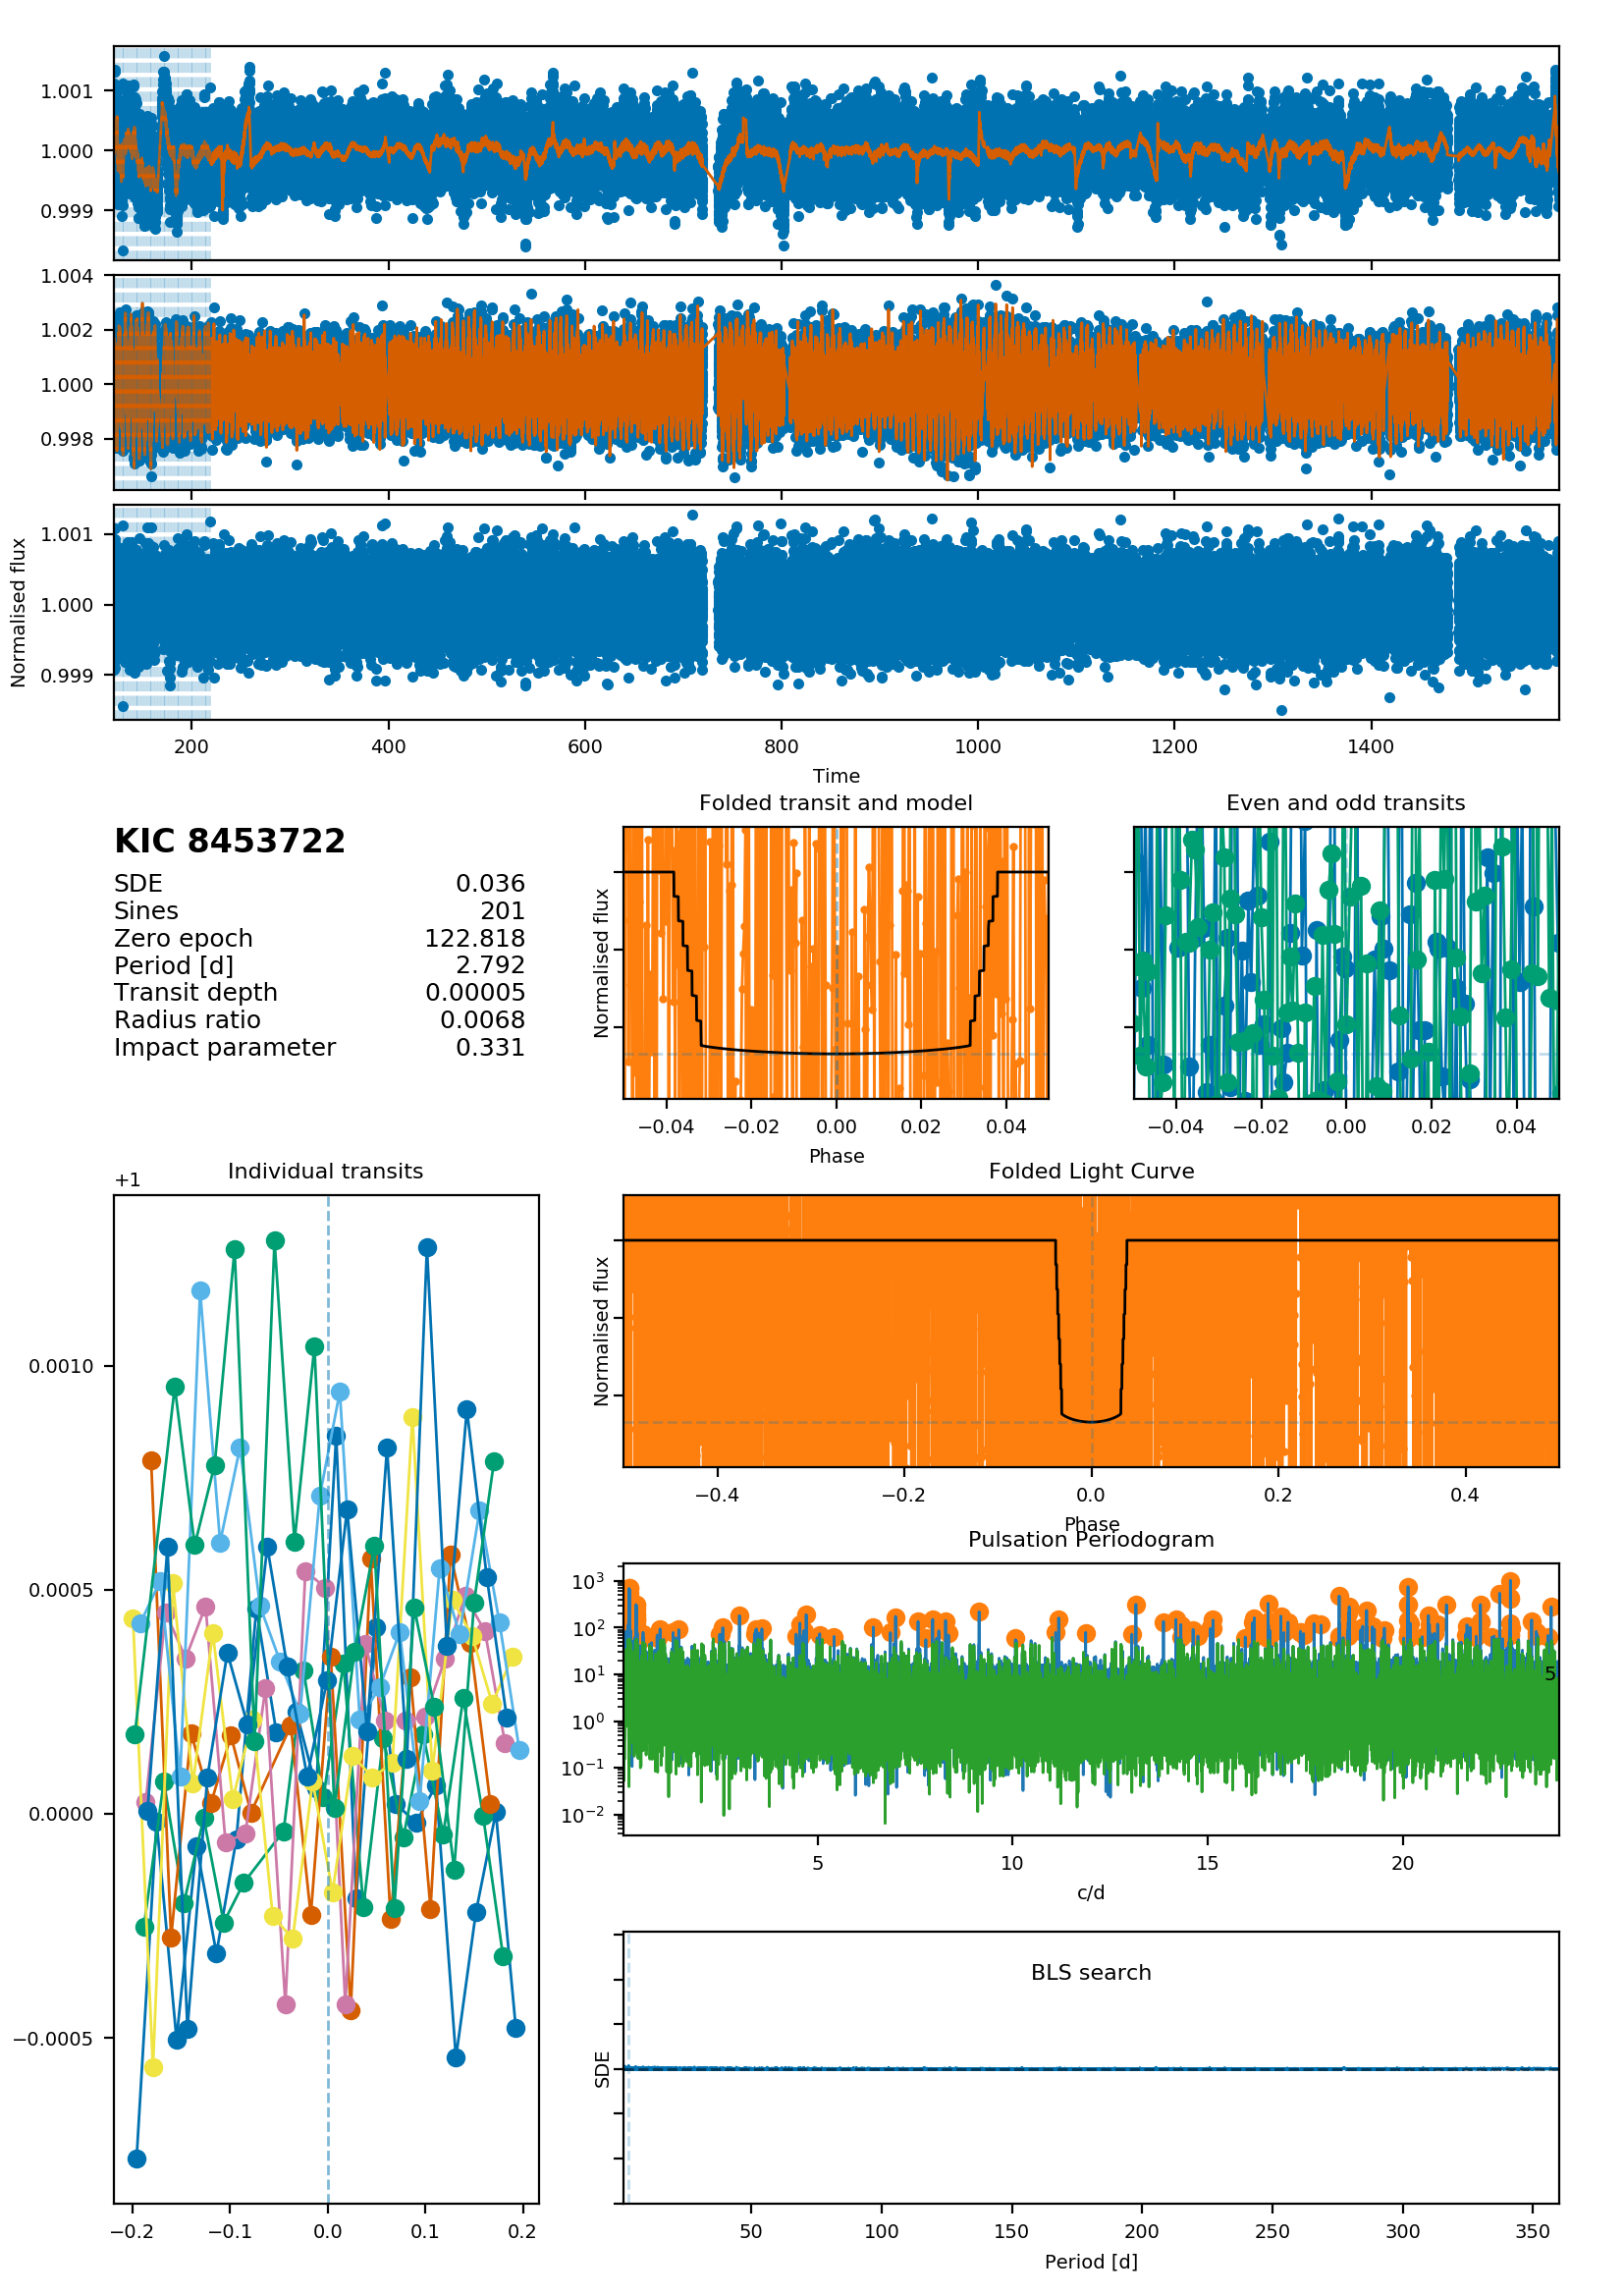 1.001
1.000
0.999
1.004
1.002
1.000
0.998
1.001
1.000
0.999
Normalised flux
200 400 600 800 1000 1200 1400
Time
KIC 8453722
SDE 0.036
Sines 201
Zero epoch 122.818
Period [d] 2.792
Transit depth 0.00005
Radius ratio 0.0068
Impact parameter 0.331
Folded transit and model
Normalised flux
−0.04 −0.02 0.00 0.02 0.04
Phase
Even and odd transits
−0.04 −0.02 0.00 0.02 0.04
Individual transits
+1
0.0010
0.0005
0.0000
−0.0005
−0.2 −0.1 0.0 0.1 0.2
Folded Light Curve
Normalised flux
−0.4 −0.2 0.0 0.2 0.4
Phase
Pulsation Periodogram
10³
10²
10¹
10⁰
10⁻¹
10⁻²
5
5 10 15 20
c/d
BLS search
SDE
50 100 150 200 250 300 350
Period [d]